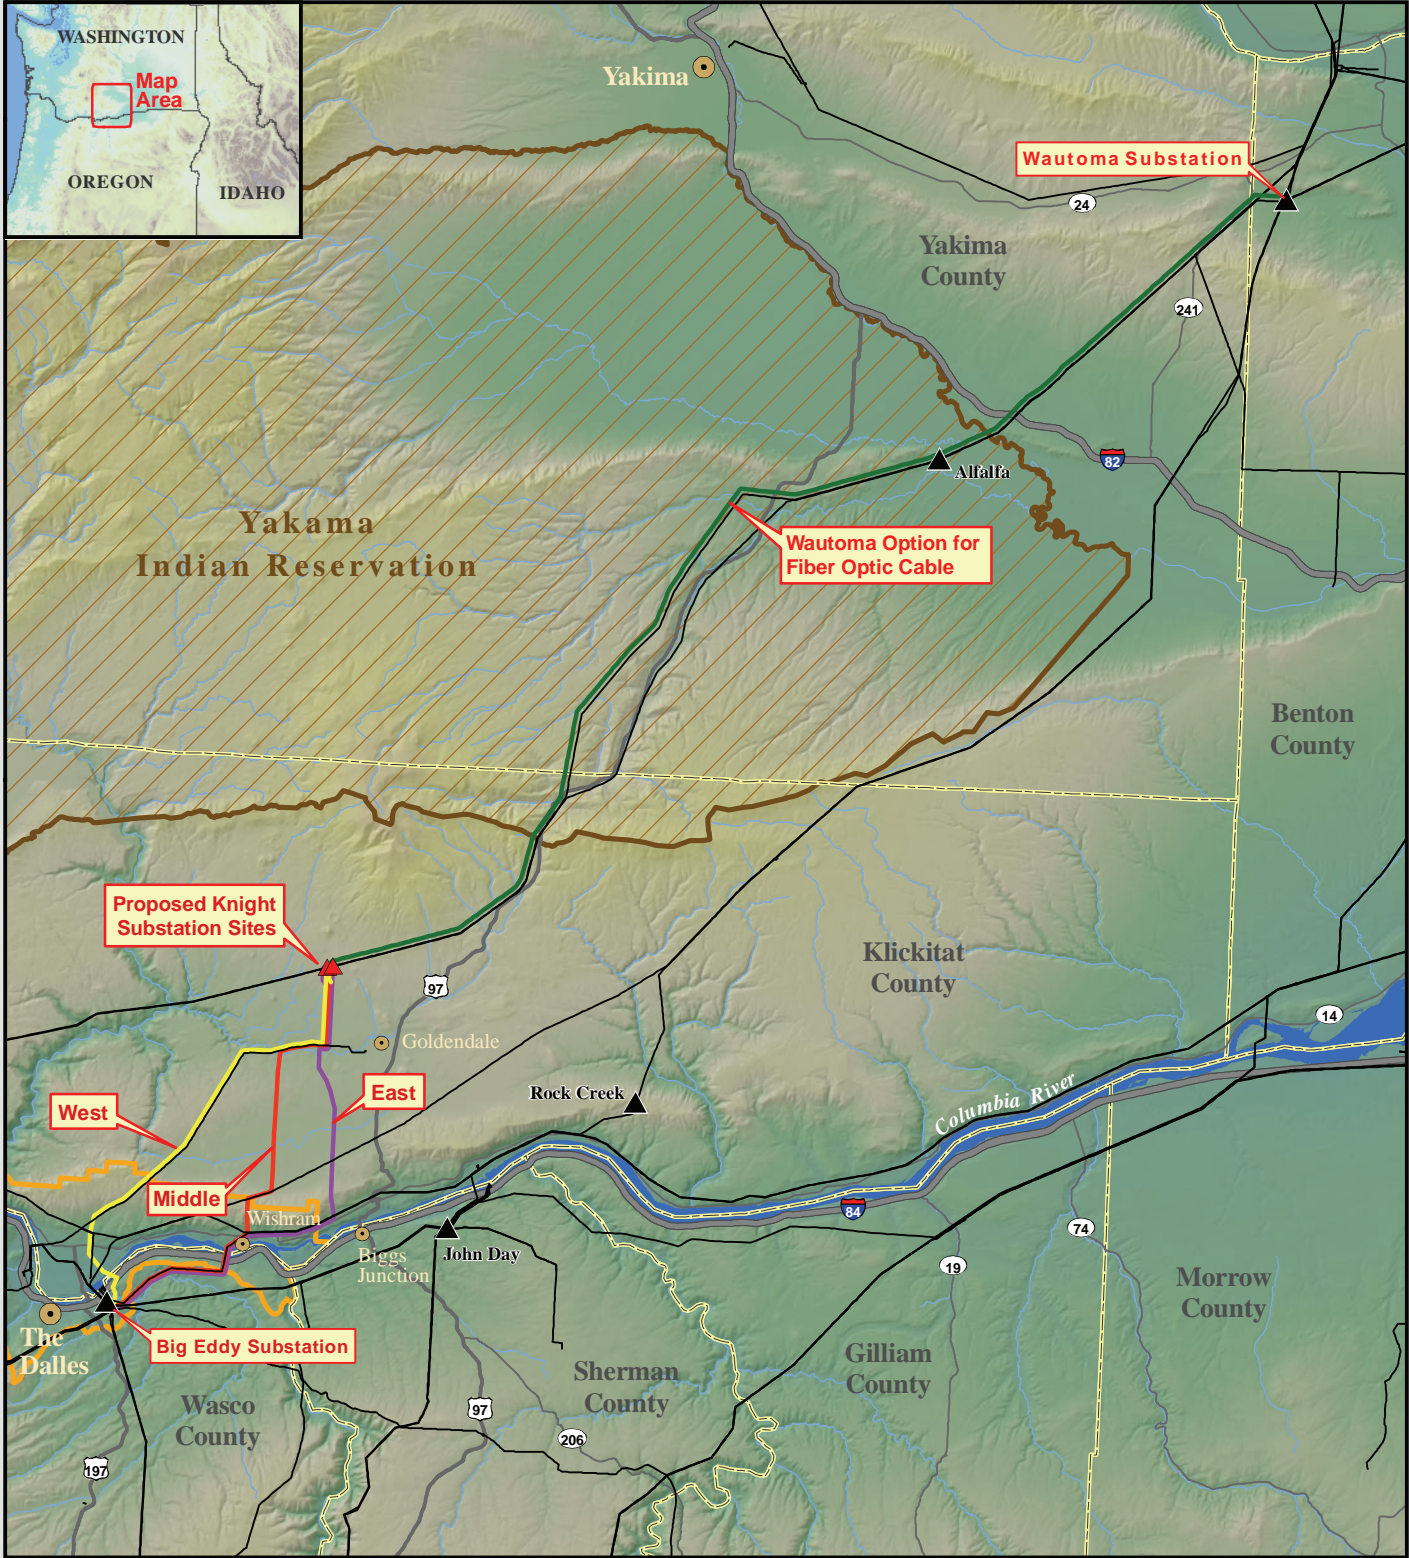 WASHINGTON
Map
Area
OREGON
IDAHO
Yakima
Wautoma Substation
24
Yakima
County
241
82
Alfalfa
Yakama
Indian Reservation
Wautoma Option for
Fiber Optic Cable
Benton
County
Proposed Knight
Substation Sites
Klickitat
County
97
14
Goldendale
East
Rock Creek
West
Columbia River
Middle
Wishram
84
74
John Day
Biggs
Junction
19
Morrow
County
The
Dalles
Big Eddy Substation
Gilliam
County
Sherman
County
Wasco
County
97
206
197